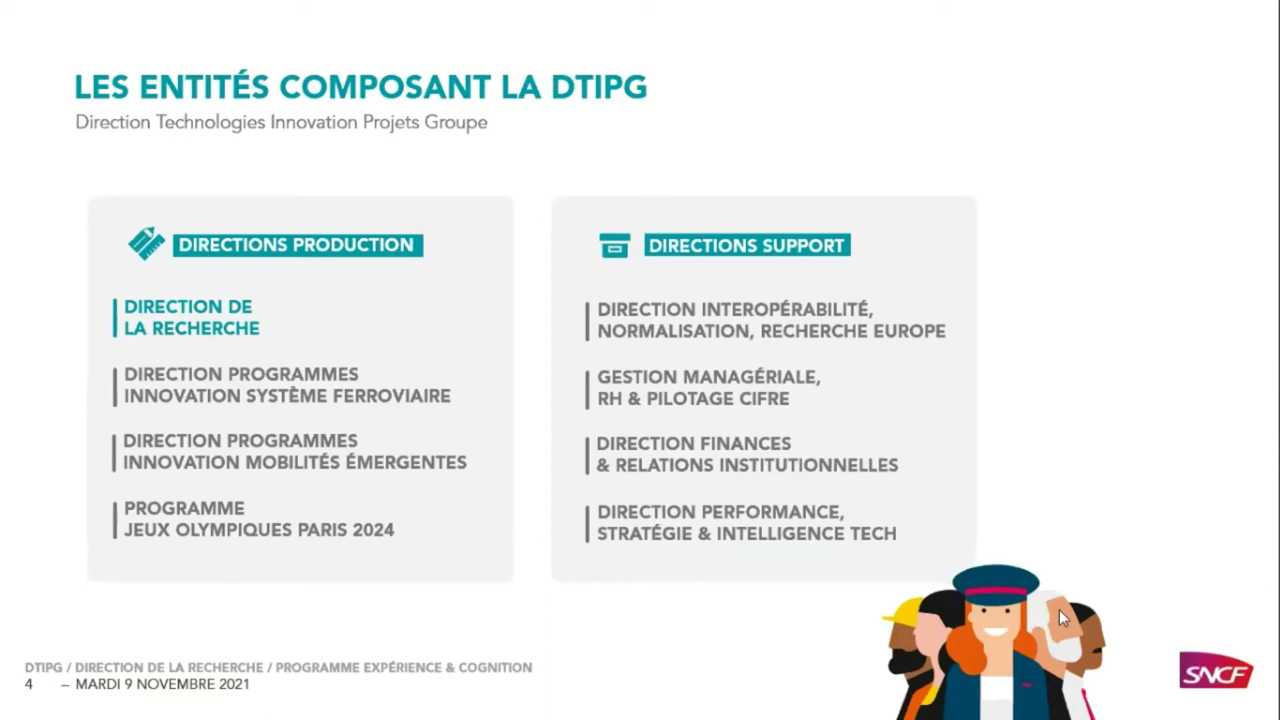 LES ENTITÉS COMPOSANT LA DTIPG
Direction Technologies Innovation Projets Groupe
DIRECTIONS PRODUCTION
DIRECTION DE
LA RECHERCHE
DIRECTION PROGRAMMES
INNOVATION SYSTÈME FERROVIAIRE
DIRECTION PROGRAMMES
INNOVATION MOBILITÉS ÉMERGENTES
PROGRAMME
JEUX OLYMPIQUES PARIS 2024
DIRECTIONS SUPPORT
DIRECTION INTEROPÉRABILITÉ,
NORMALISATION, RECHERCHE EUROPE
GESTION MANAGÉRIALE,
RH & PILOTAGE CIFRE
DIRECTION FINANCES
& RELATIONS INSTITUTIONNELLES
DIRECTION PERFORMANCE,
STRATÉGIE & INTELLIGENCE TECH
DTIPG / DIRECTION DE LA RECHERCHE / PROGRAMME EXPÉRIENCE & COGNITION
4 – MARDI 9 NOVEMBRE 2021
SNCF